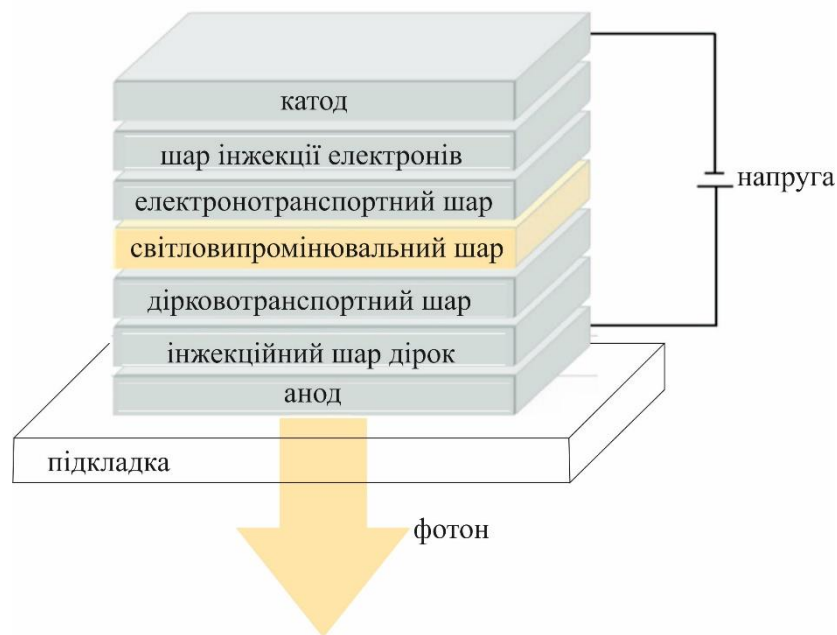 катод
шар інжекції електронів
електронотранспортний шар
світловипромінювальний шар
дірковотранспортний шар
інжекційний шар дірок
анод
підкладка
напруга
фотон